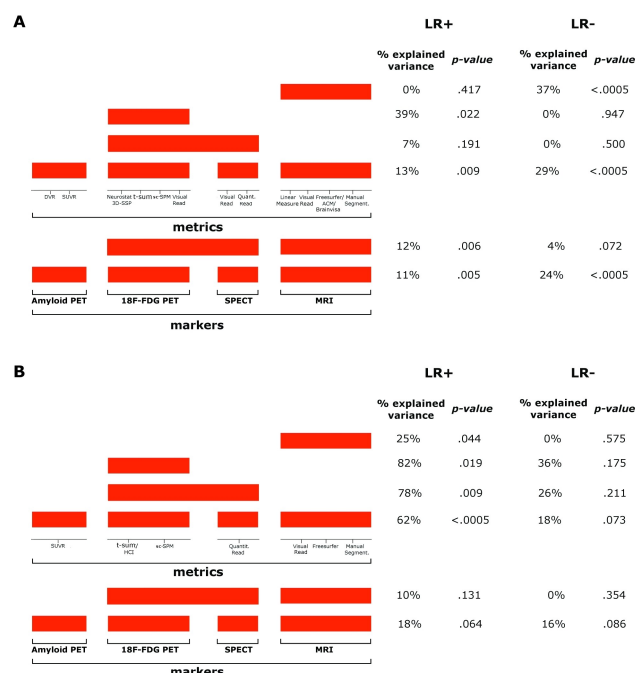 A
LR+ LR-
% explained variance p-value % explained variance p-value
0% .417 37% <.0005
39% .022 0% .947
7% .191 0% .500
13% .009 29% <.0005
DVR SUVR Neurostat 3D-SSP t-sum sc-SPM Visual Read Visual Read Quant. Read Linear Measure Visual Read Freesurfer/ ACM/ Brainvisa Manual Segment.
metrics
12% .006 4% .072
11% .005 24% <.0005
Amyloid PET 18F-FDG PET SPECT MRI
markers
B
LR+ LR-
% explained variance p-value % explained variance p-value
25% .044 0% .575
82% .019 36% .175
78% .009 26% .211
62% <.0005 18% .073
SUVR t-sum/ HCI sc-SPM Quantit. Read Visual Read Freesurfer Manual Segment.
metrics
10% .131 0% .354
18% .064 16% .086
Amyloid PET 18F-FDG PET SPECT MRI
markers